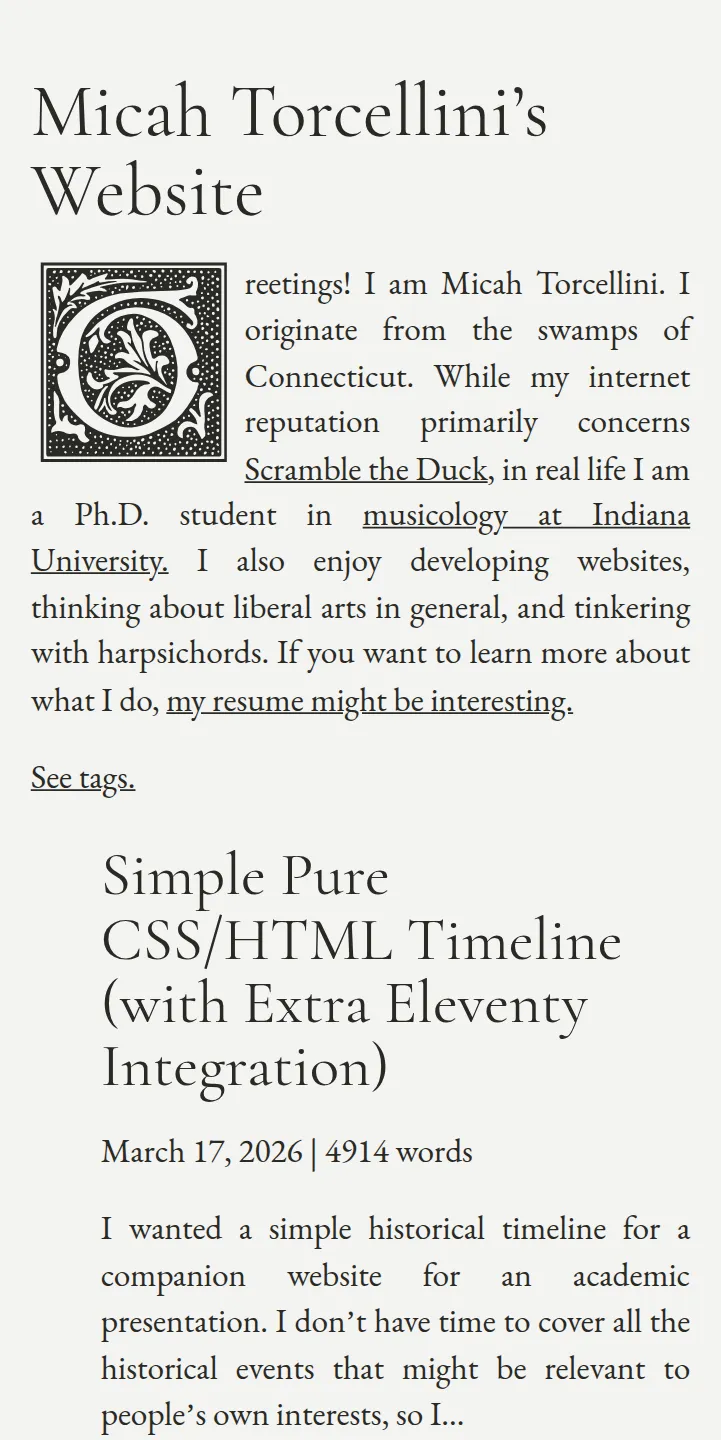 Micah Torcellini’s
Website
Greetings! I am Micah Torcellini. I
originate from the swamps of
Connecticut. While my internet
reputation primarily concerns
Scramble the Duck, in real life I am
a Ph.D. student in musicology at Indiana
University. I also enjoy developing websites,
thinking about liberal arts in general, and tinkering
with harpsichords. If you want to learn more about
what I do, my resume might be interesting.
See tags.
Simple Pure
CSS/HTML Timeline
(with Extra Eleventy
Integration)
March 17, 2026 | 4914 words
I wanted a simple historical timeline for a
companion website for an academic
presentation. I don’t have time to cover all the
historical events that might be relevant to
people’s own interests, so I...